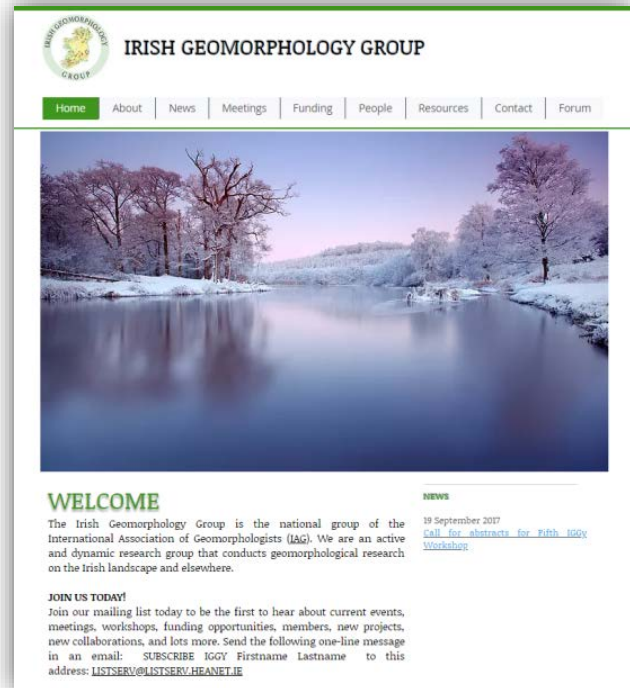 IRISH GEOMORPHOLOGY
GROUP
IRISH GEOMORPHOLOGY GROUP
Home About News Meetings Funding People Resources Contact Forum
WELCOME
The Irish Geomorphology Group is the national group of the
International Association of Geomorphologists (IAG). We are an active
and dynamic research group that conducts geomorphological research
on the Irish landscape and elsewhere.
JOIN US TODAY!
Join our mailing list today to be the first to hear about current events,
meetings, workshops, funding opportunities, members, new projects,
new collaborations, and lots more. Send the following one-line message
in an email: SUBSCRIBE IGGY Firstname Lastname to this
address: LISTSERV@LISTSERV.HEANET.IE
NEWS
19 September 2017
Call for abstracts for Fifth IGGy
Workshop